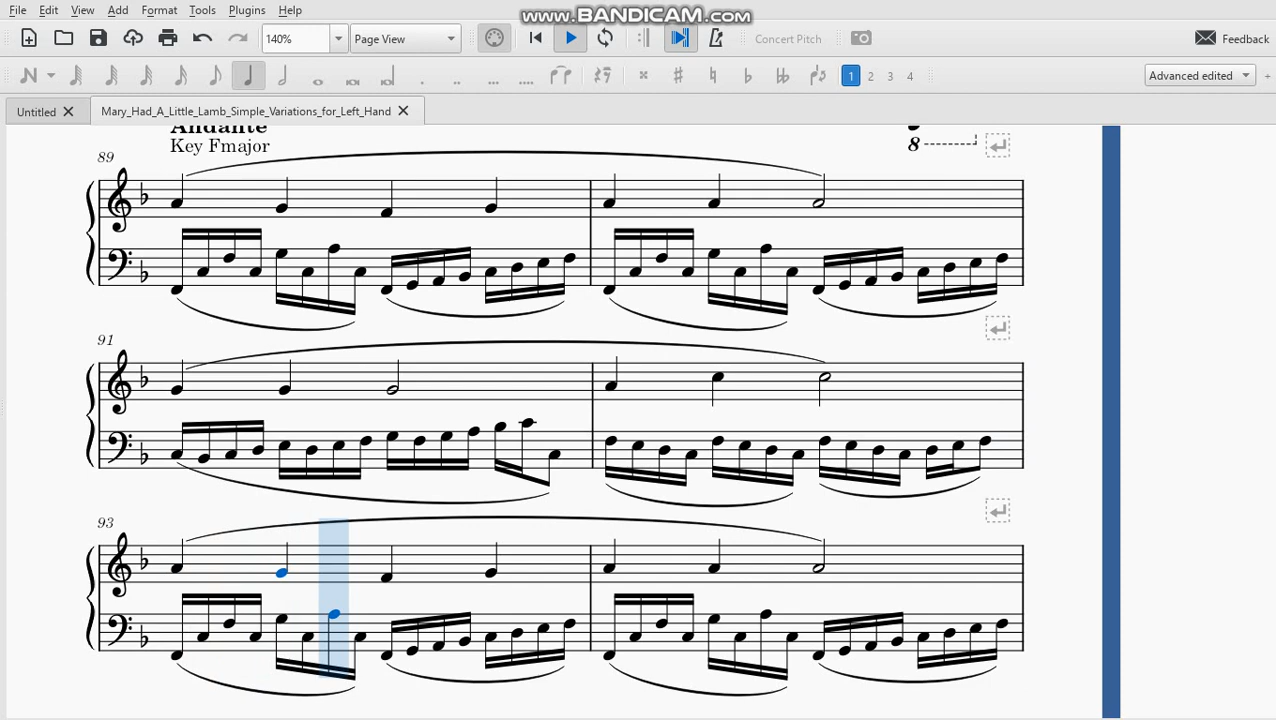 www.BANDICAM.com
File Edit View Add Format Tools Plugins Help
140% Page View Concert Pitch Feedback
1 2 3 4 Advanced edited
Untitled Mary_Had_A_Little_Lamb_Simple_Variations_for_Left_Hand
Andante
Key Fmajor
8
89
91
93